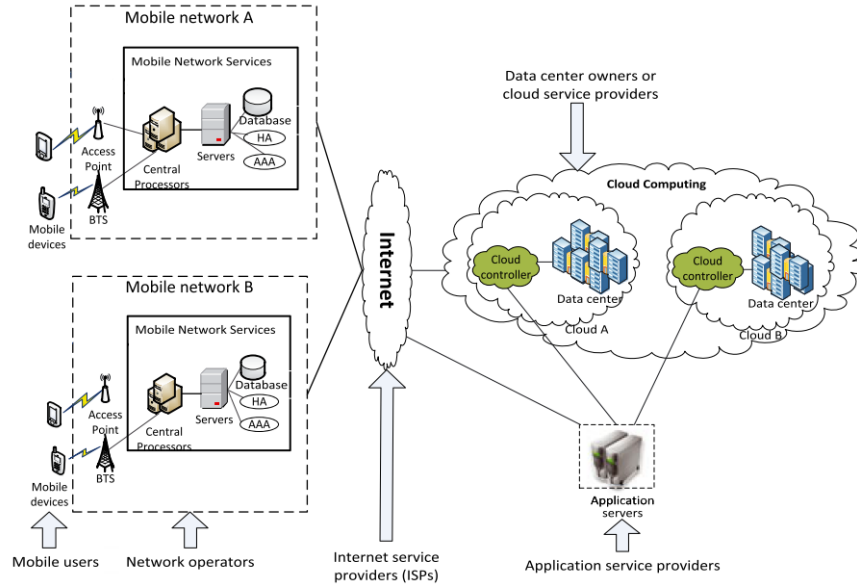 Mobile network A
Mobile Network Services
Database
HA
AAA
Servers
Central
Processors
Access
Point
BTS
Mobile
devices
Mobile network B
Mobile Network Services
Database
HA
AAA
Servers
Central
Processors
Access
Point
BTS
Mobile
devices
Mobile users
Network operators
Internet
Internet service
providers (ISPs)
Data center owners or
cloud service providers
Cloud Computing
Cloud
controller
Data center
Cloud A
Cloud
controller
Data center
Cloud B
Application
servers
Application service providers